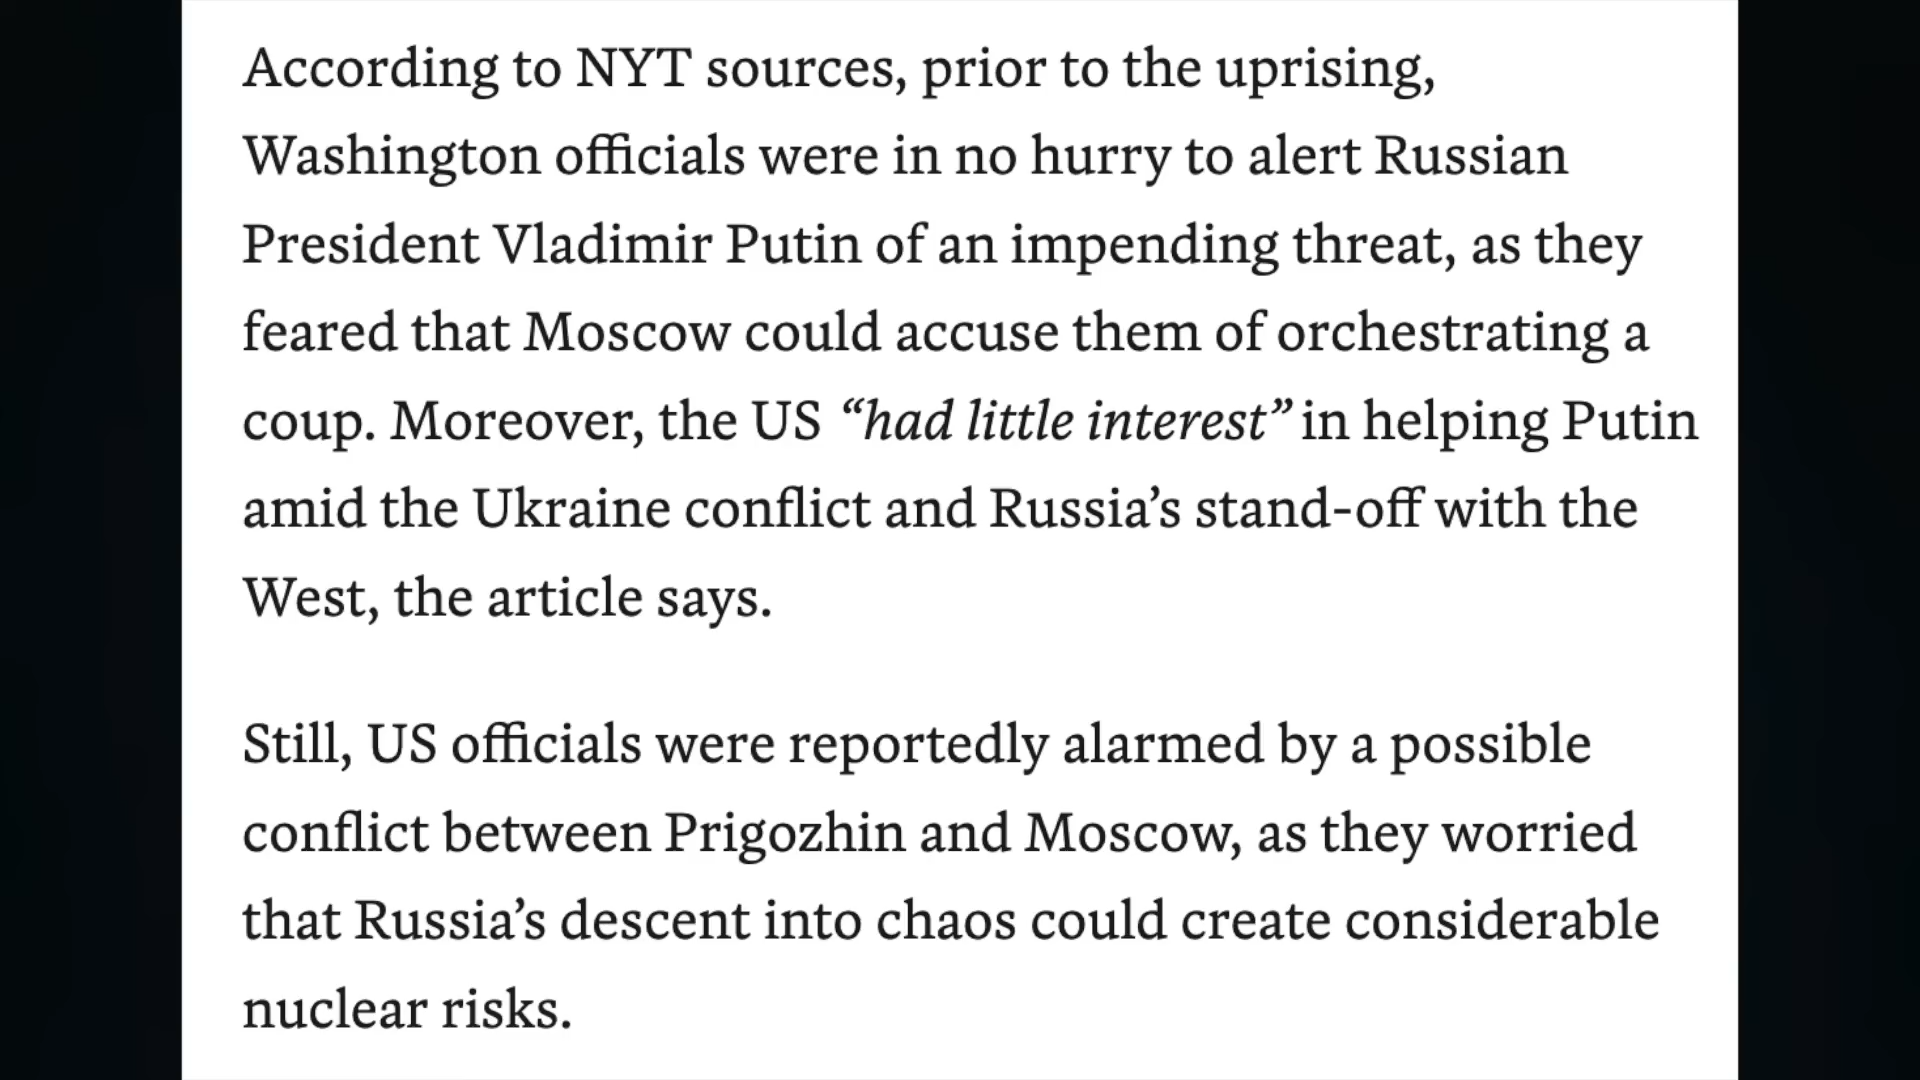 According to NYT sources, prior to the uprising,
Washington officials were in no hurry to alert Russian
President Vladimir Putin of an impending threat, as they
feared that Moscow could accuse them of orchestrating a
coup. Moreover, the US “had little interest” in helping Putin
amid the Ukraine conflict and Russia’s stand-off with the
West, the article says.
Still, US officials were reportedly alarmed by a possible
conflict between Prigozhin and Moscow, as they worried
that Russia’s descent into chaos could create considerable
nuclear risks.